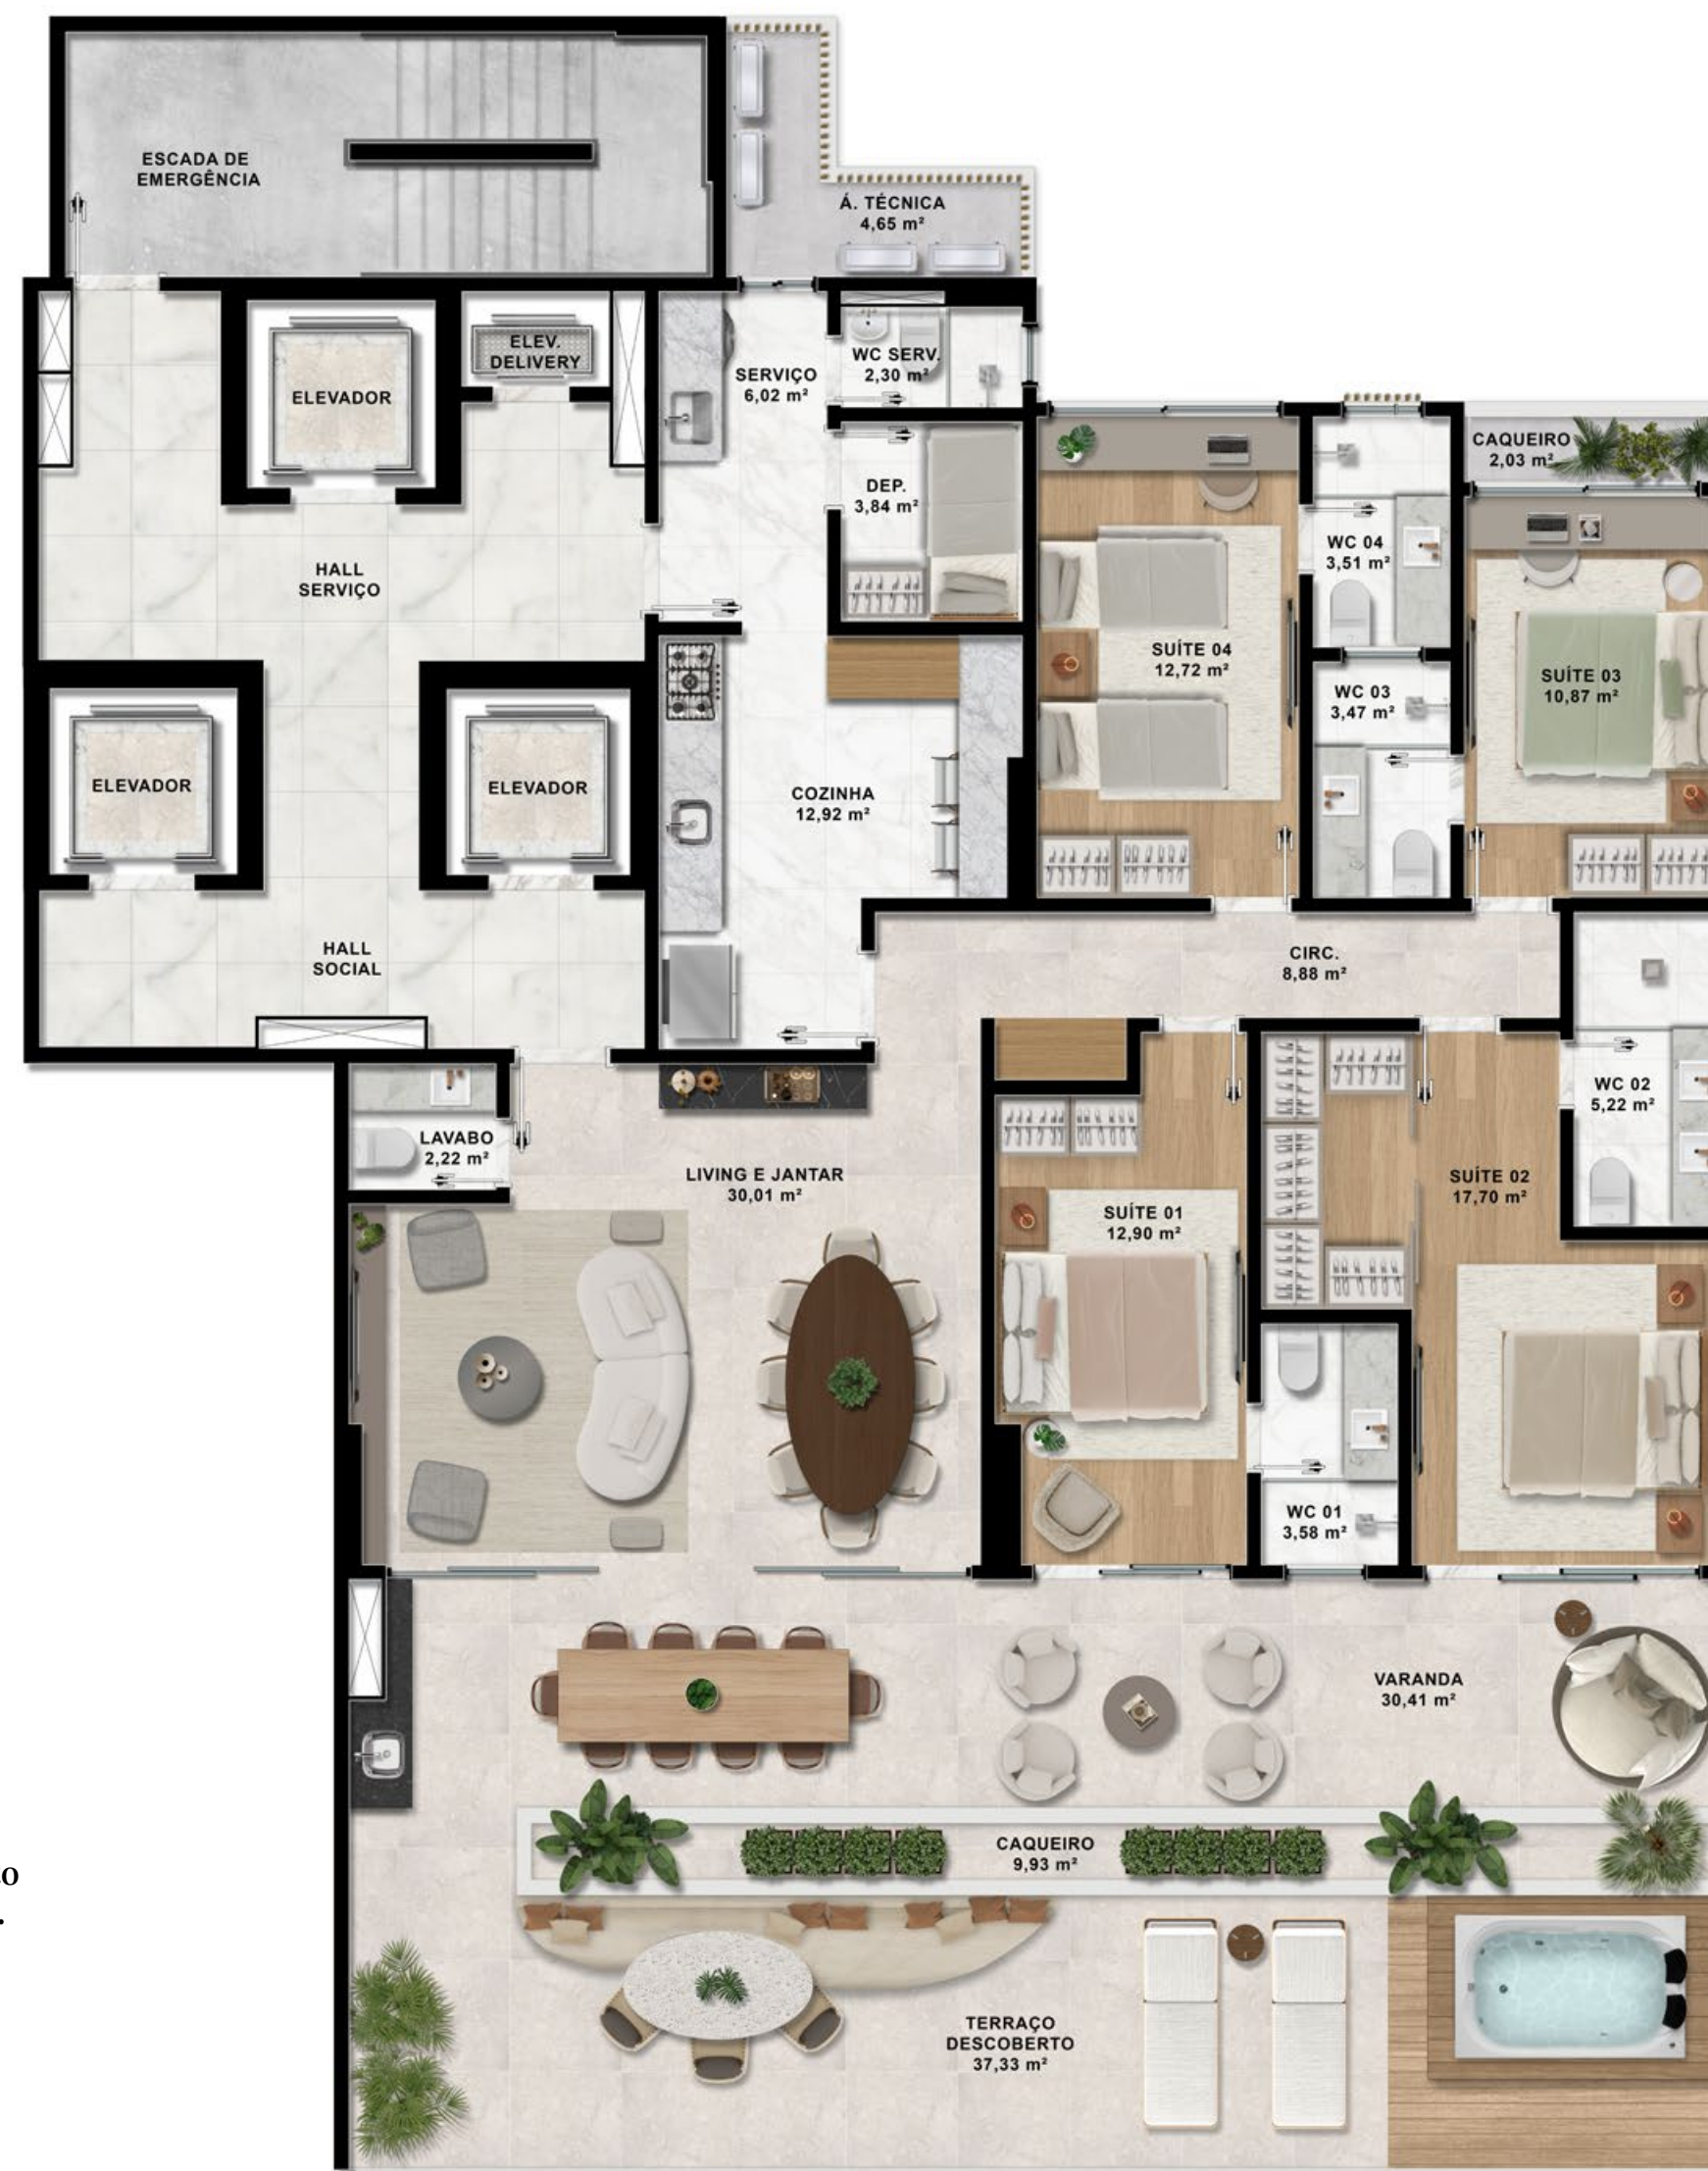 ESCADA DE
EMERGÊNCIA
Á. TÉCNICA
4,65 m²
ELEVADOR
ELEV.
DELIVERY
SERVIÇO
6,02 m²
WC SERV.
2,30 m²
CAQUEIRO
2,03 m²
DEP.
3,84 m²
WC 04
3,51 m²
HALL
SERVIÇO
SUÍTE 04
12,72 m²
SUÍTE 03
10,87 m²
WC 03
3,47 m²
ELEVADOR
ELEVADOR
COZINHA
12,92 m²
HALL
SOCIAL
CIRC.
8,88 m²
WC 02
5,22 m²
LAVABO
2,22 m²
LIVING E JANTAR
30,01 m²
SUÍTE 02
17,70 m²
SUÍTE 01
12,90 m²
WC 01
3,58 m²
VARANDA
30,41 m²
CAQUEIRO
9,93 m²
TERRAÇO
DESCOBERTO
37,33 m²